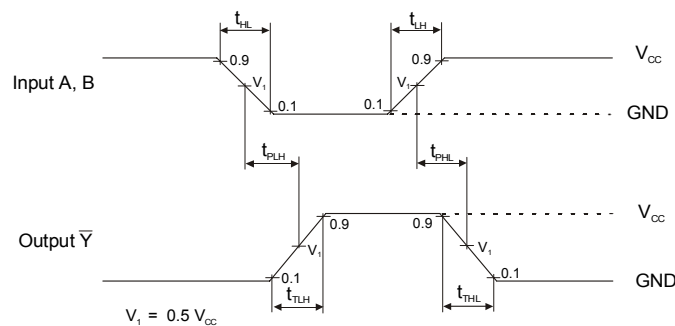 tHL
tLH
0.9
0.9
VCC
Input A, B
V1
V1
0.1
0.1
GND
tPLH
tPHL
VCC
0.9
0.9
Output Y̅
V1
V1
0.1
0.1
GND
tTLH
tTHL
V1 = 0.5 VCC